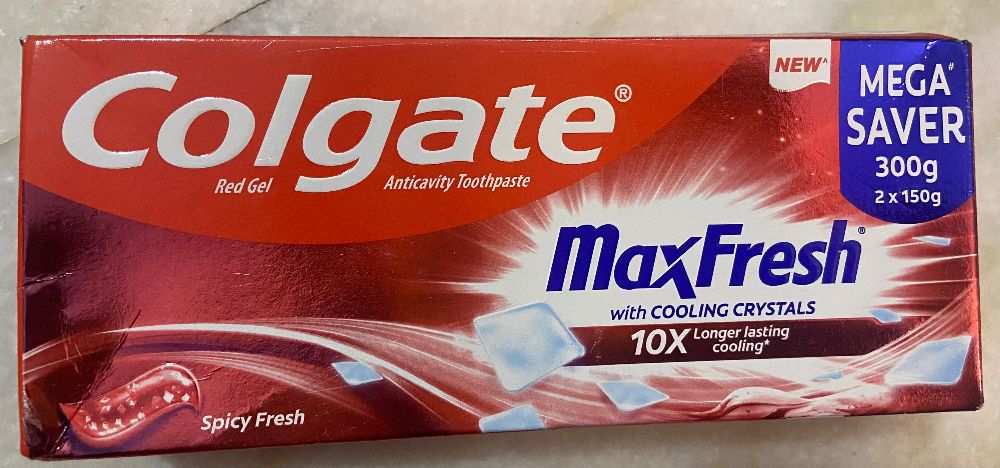 Colgate®
Red Gel
Anticavity Toothpaste
NEW^
MEGA#
SAVER
300g
2 x 150g
MaxFresh®
with COOLING CRYSTALS
10X Longer lasting
cooling*
Spicy Fresh